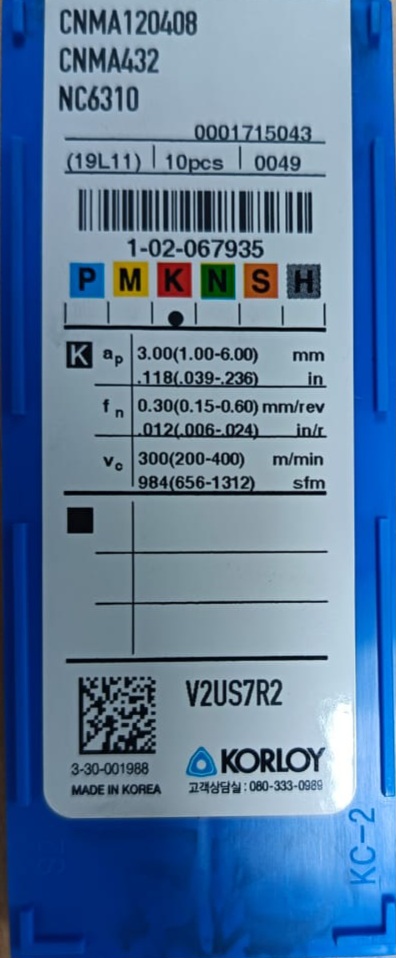 CNMA120408
CNMA432
NC6310
0001715043
(19L11) 10pcs 0049
1-02-067935
P M K N S H
K ap 3.00(1.00-6.00) mm
.118(.039-.236) in
fn 0.30(0.15-0.60) mm/rev
.012(.006-.024) in/r
vc 300(200-400) m/min
984(656-1312) sfm
V2US7R2
3-30-001988
KORLOY
MADE IN KOREA
고객상담실 : 080-333-0989
KC-2